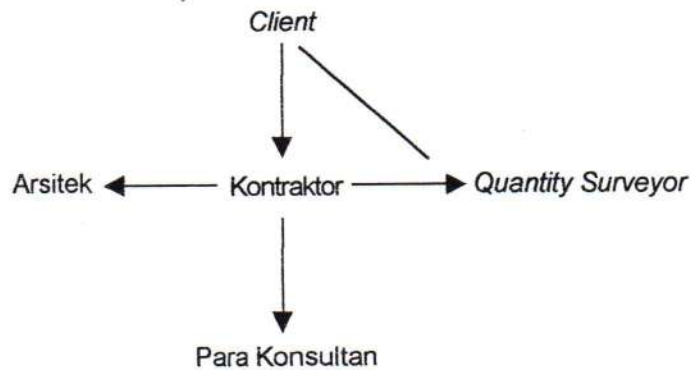 Client
Arsitek
Kontraktor
Quantity Surveyor
Para Konsultan